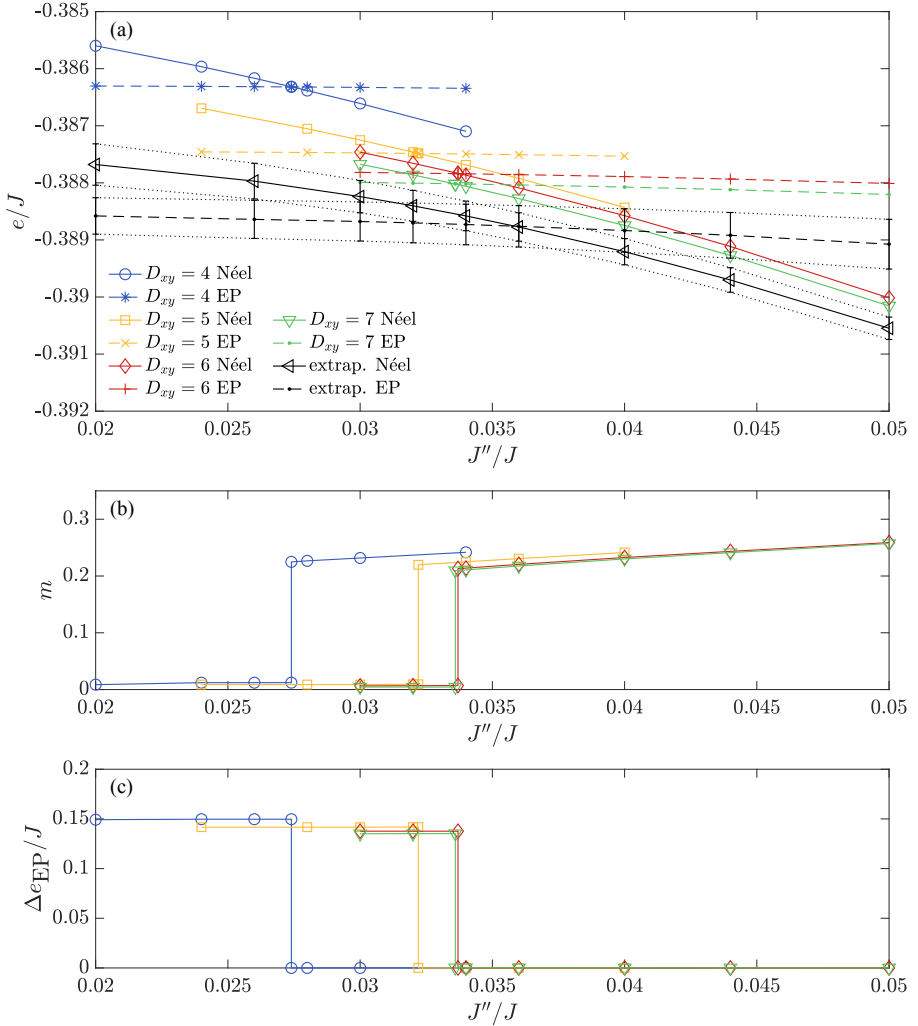 (a)
-0.385
-0.386
-0.387
-0.388
-0.389
-0.39
-0.391
-0.392
e/J
D_xy = 4 Néel
D_xy = 4 EP
D_xy = 5 Néel
D_xy = 5 EP
D_xy = 6 Néel
D_xy = 6 EP
D_xy = 7 Néel
D_xy = 7 EP
extrap. Néel
extrap. EP
0.02 0.025 0.03 0.035 0.04 0.045 0.05
J''/J
(b)
0.3
0.2
0.1
0
m
0.02 0.025 0.03 0.035 0.04 0.045 0.05
J''/J
(c)
0.2
0.15
0.1
0.05
0
Δe_EP/J
0.02 0.025 0.03 0.035 0.04 0.045 0.05
J''/J